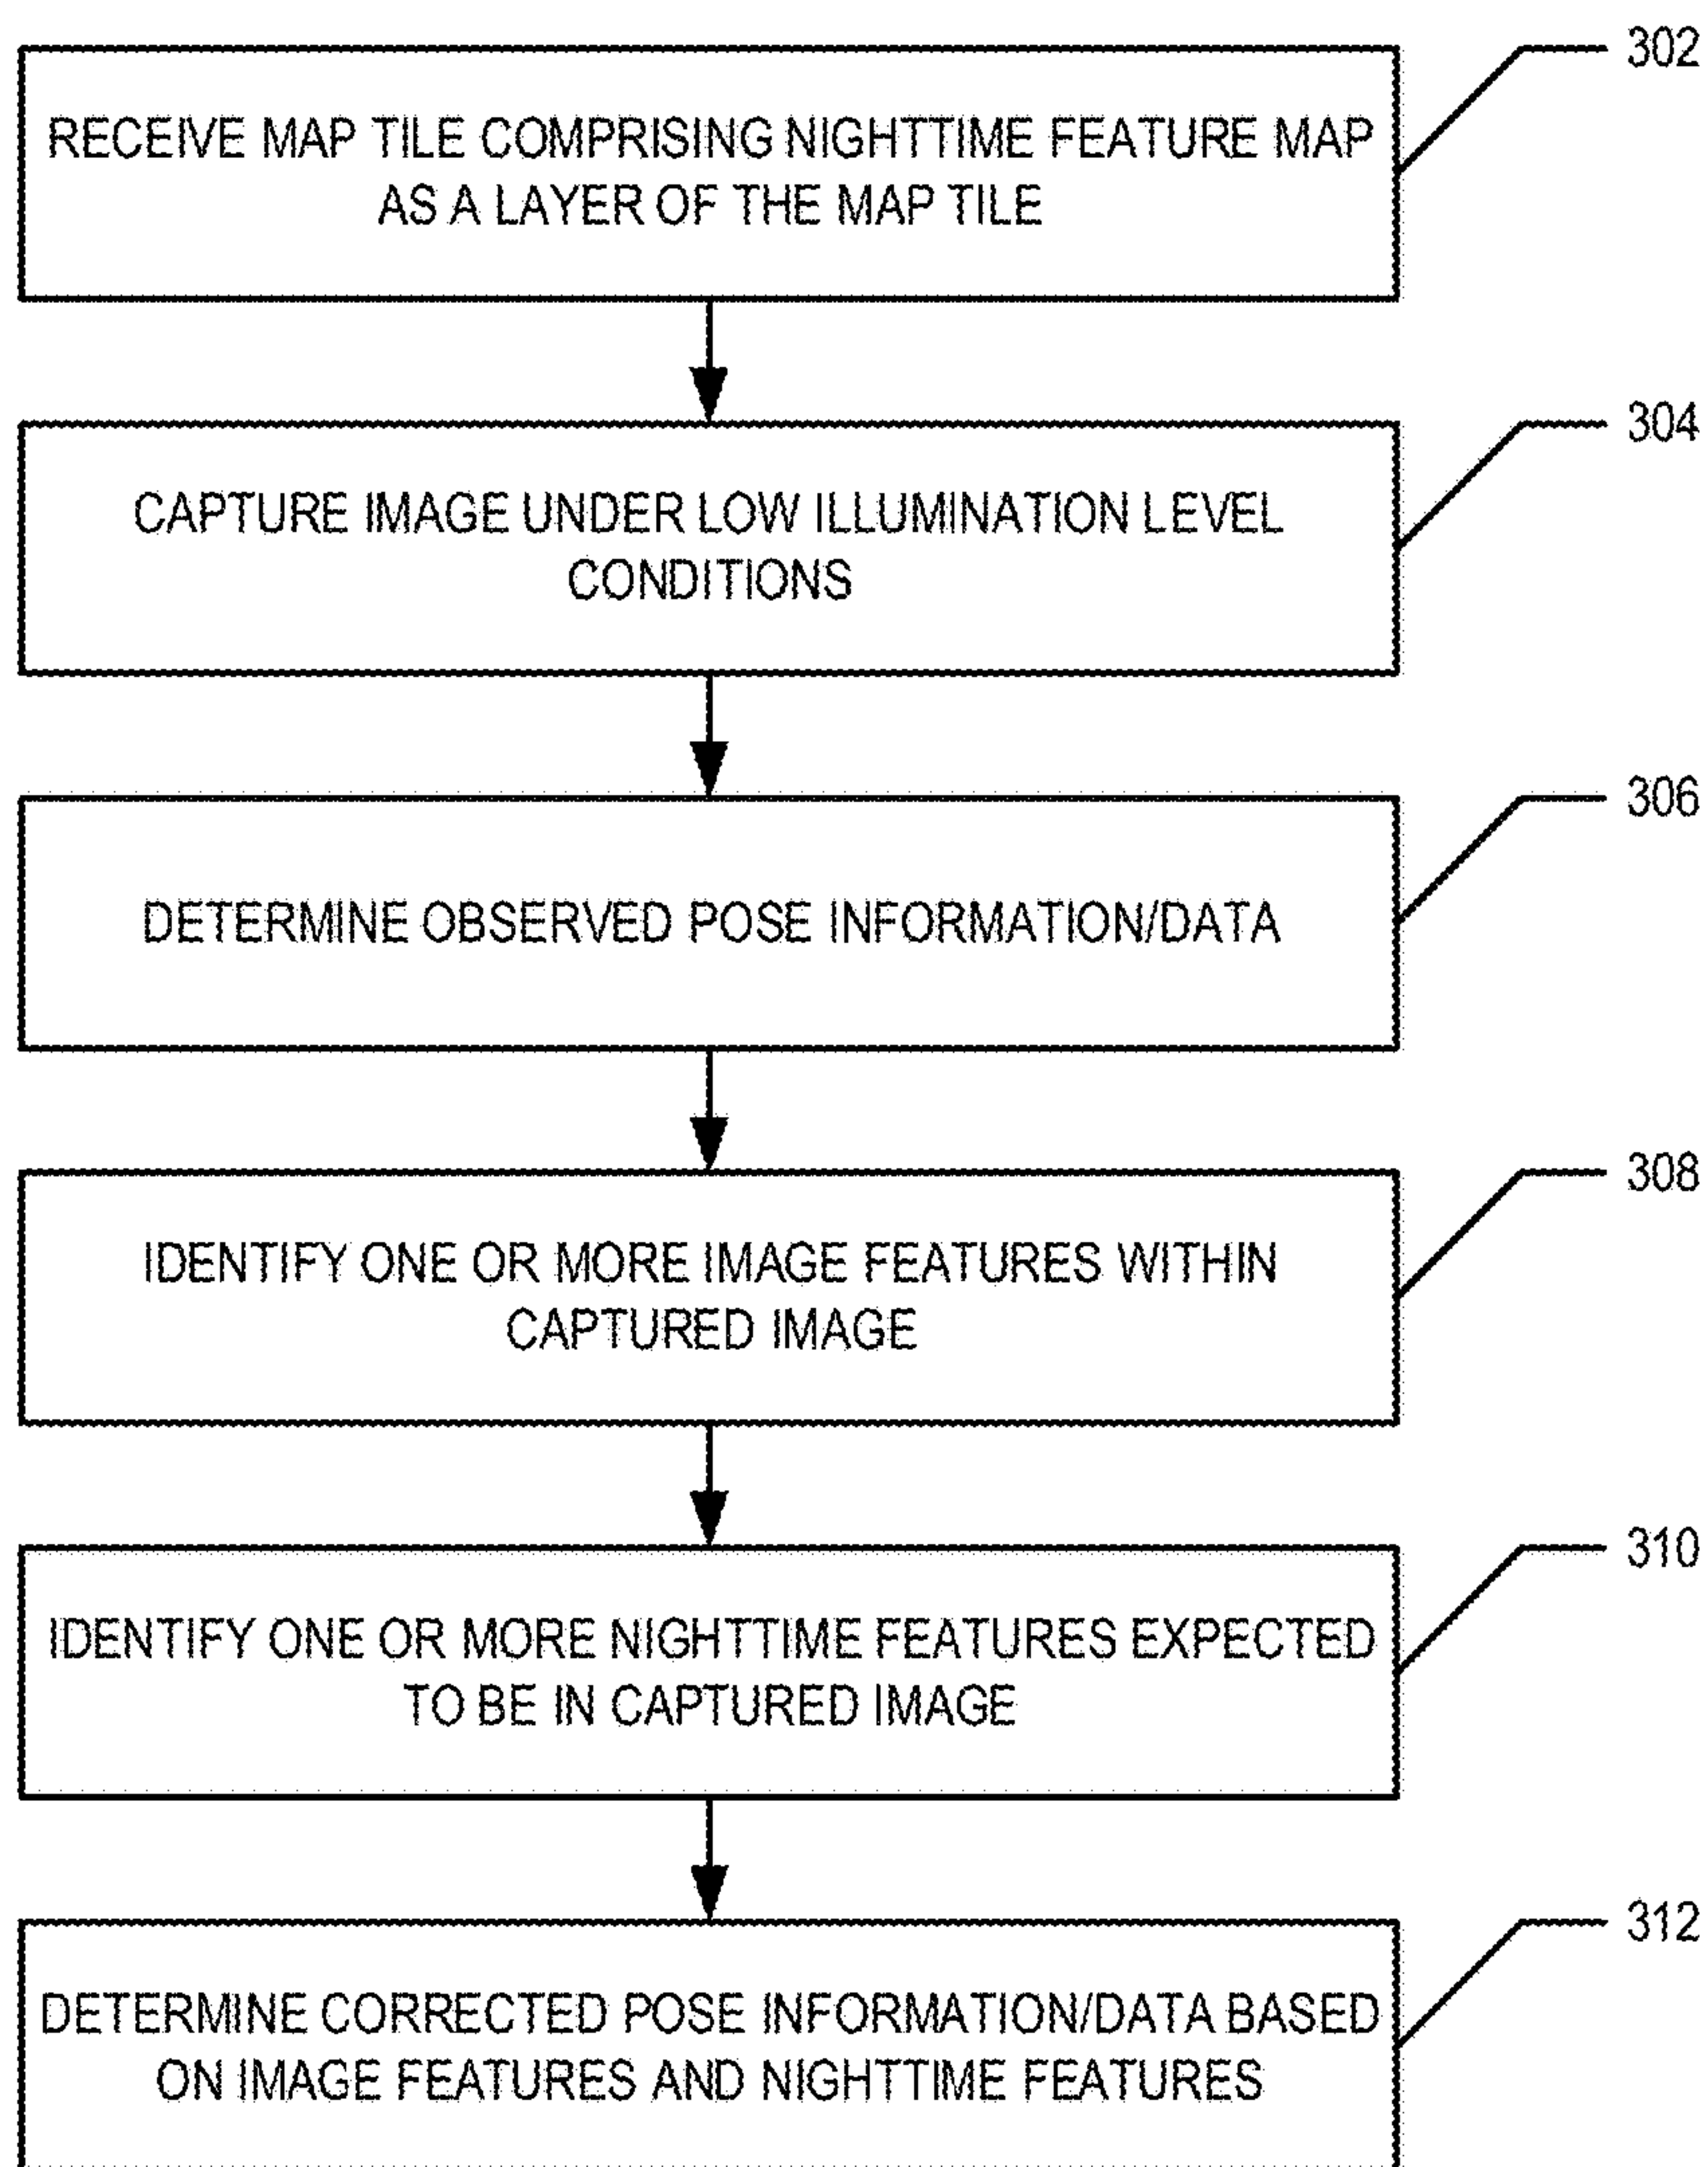 302
RECEIVE MAP TILE COMPRISING NIGHTTIME FEATURE MAP
AS A LAYER OF THE MAP TILE
304
CAPTURE IMAGE UNDER LOW ILLUMINATION LEVEL
CONDITIONS
306
DETERMINE OBSERVED POSE INFORMATION/DATA
308
IDENTIFY ONE OR MORE IMAGE FEATURES WITHIN
CAPTURED IMAGE
310
IDENTIFY ONE OR MORE NIGHTTIME FEATURES EXPECTED
TO BE IN CAPTURED IMAGE
312
DETERMINE CORRECTED POSE INFORMATION/DATA BASED
ON IMAGE FEATURES AND NIGHTTIME FEATURES